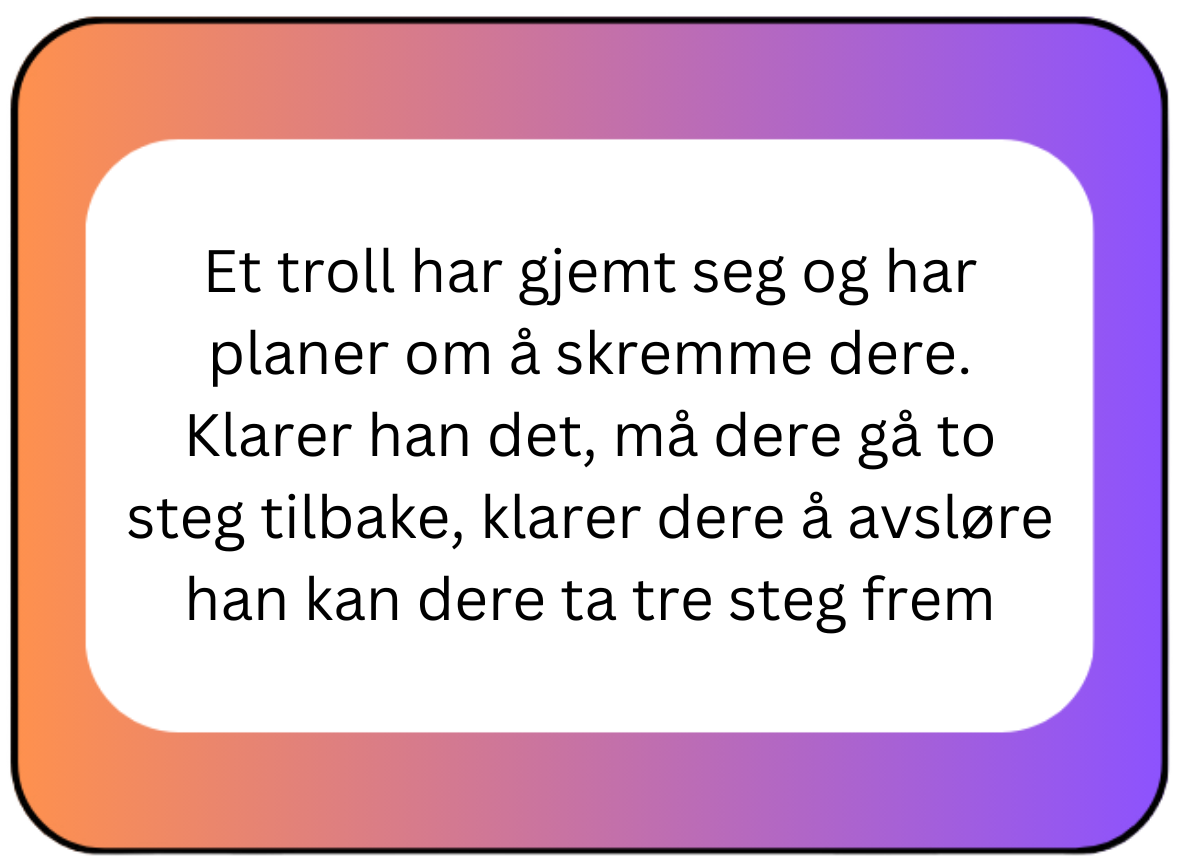 Et troll har gjemt seg og har
planer om å skremme dere.
Klarer han det, må dere gå to
steg tilbake, klarer dere å avsløre
han kan dere ta tre steg frem